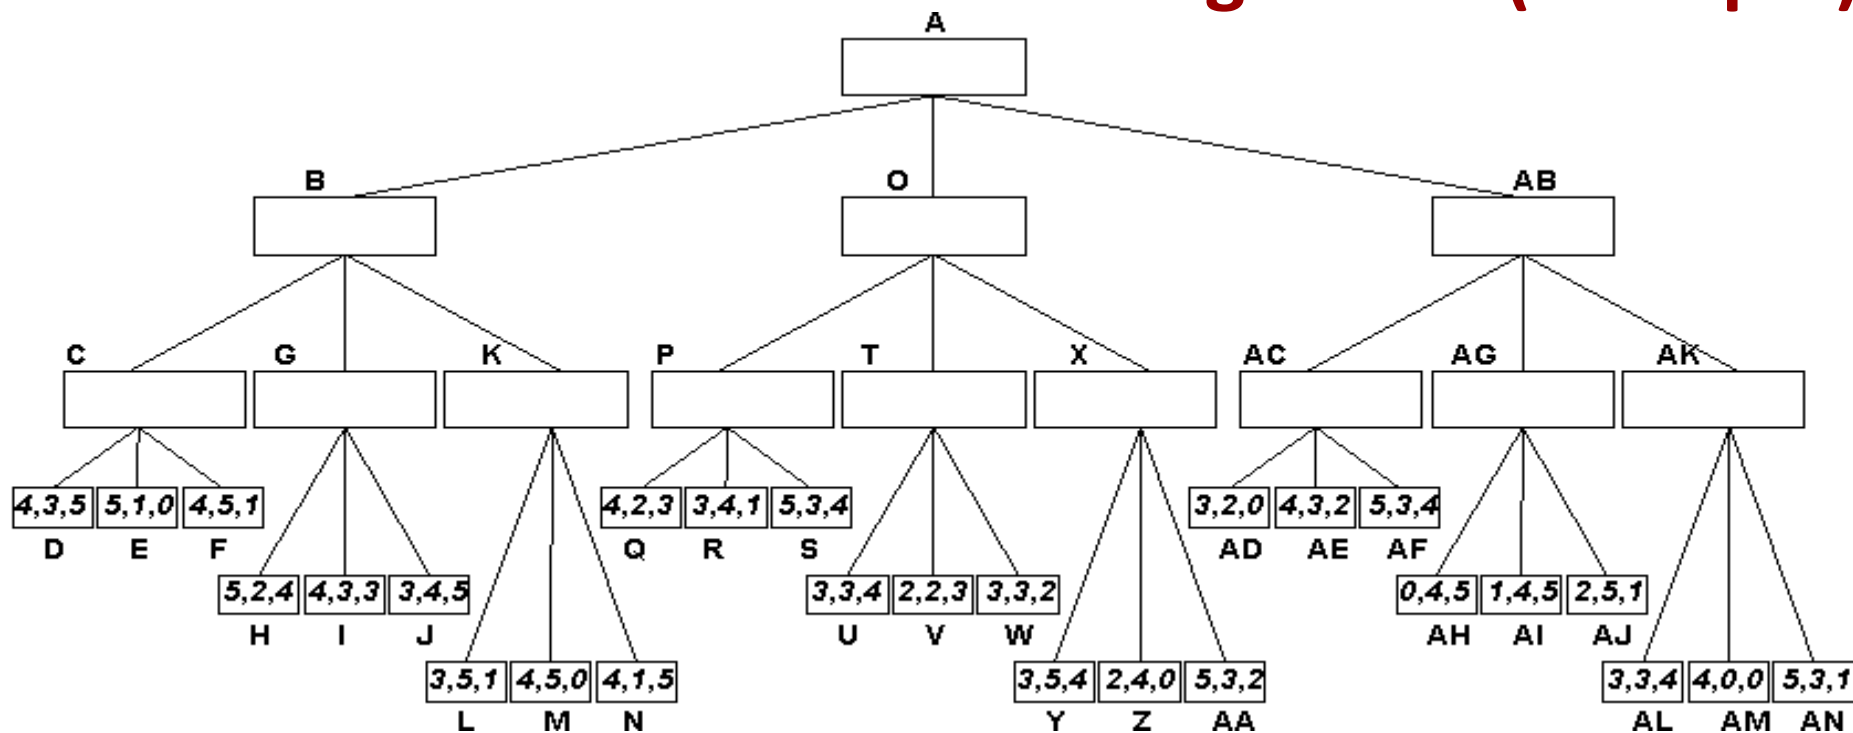 A
B O AB
C G K P T X AC AG AK
4,3,5 5,1,0 4,5,1 4,2,3 3,4,1 5,3,4 3,2,0 4,3,2 5,3,4
D E F Q R S AD AE AF
5,2,4 4,3,3 3,4,5 3,3,4 2,2,3 3,3,2 0,4,5 1,4,5 2,5,1
H I J U V W AH AI AJ
3,5,1 4,5,0 4,1,5 3,5,4 2,4,0 5,3,2 3,3,4 4,0,0 5,3,1
L M N Y Z AA AL AM AN